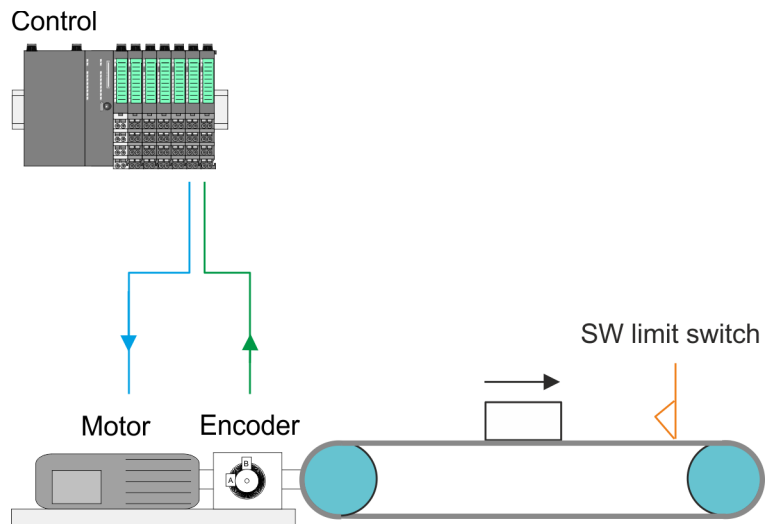 Control
SW limit switch
Motor
Encoder
B
A